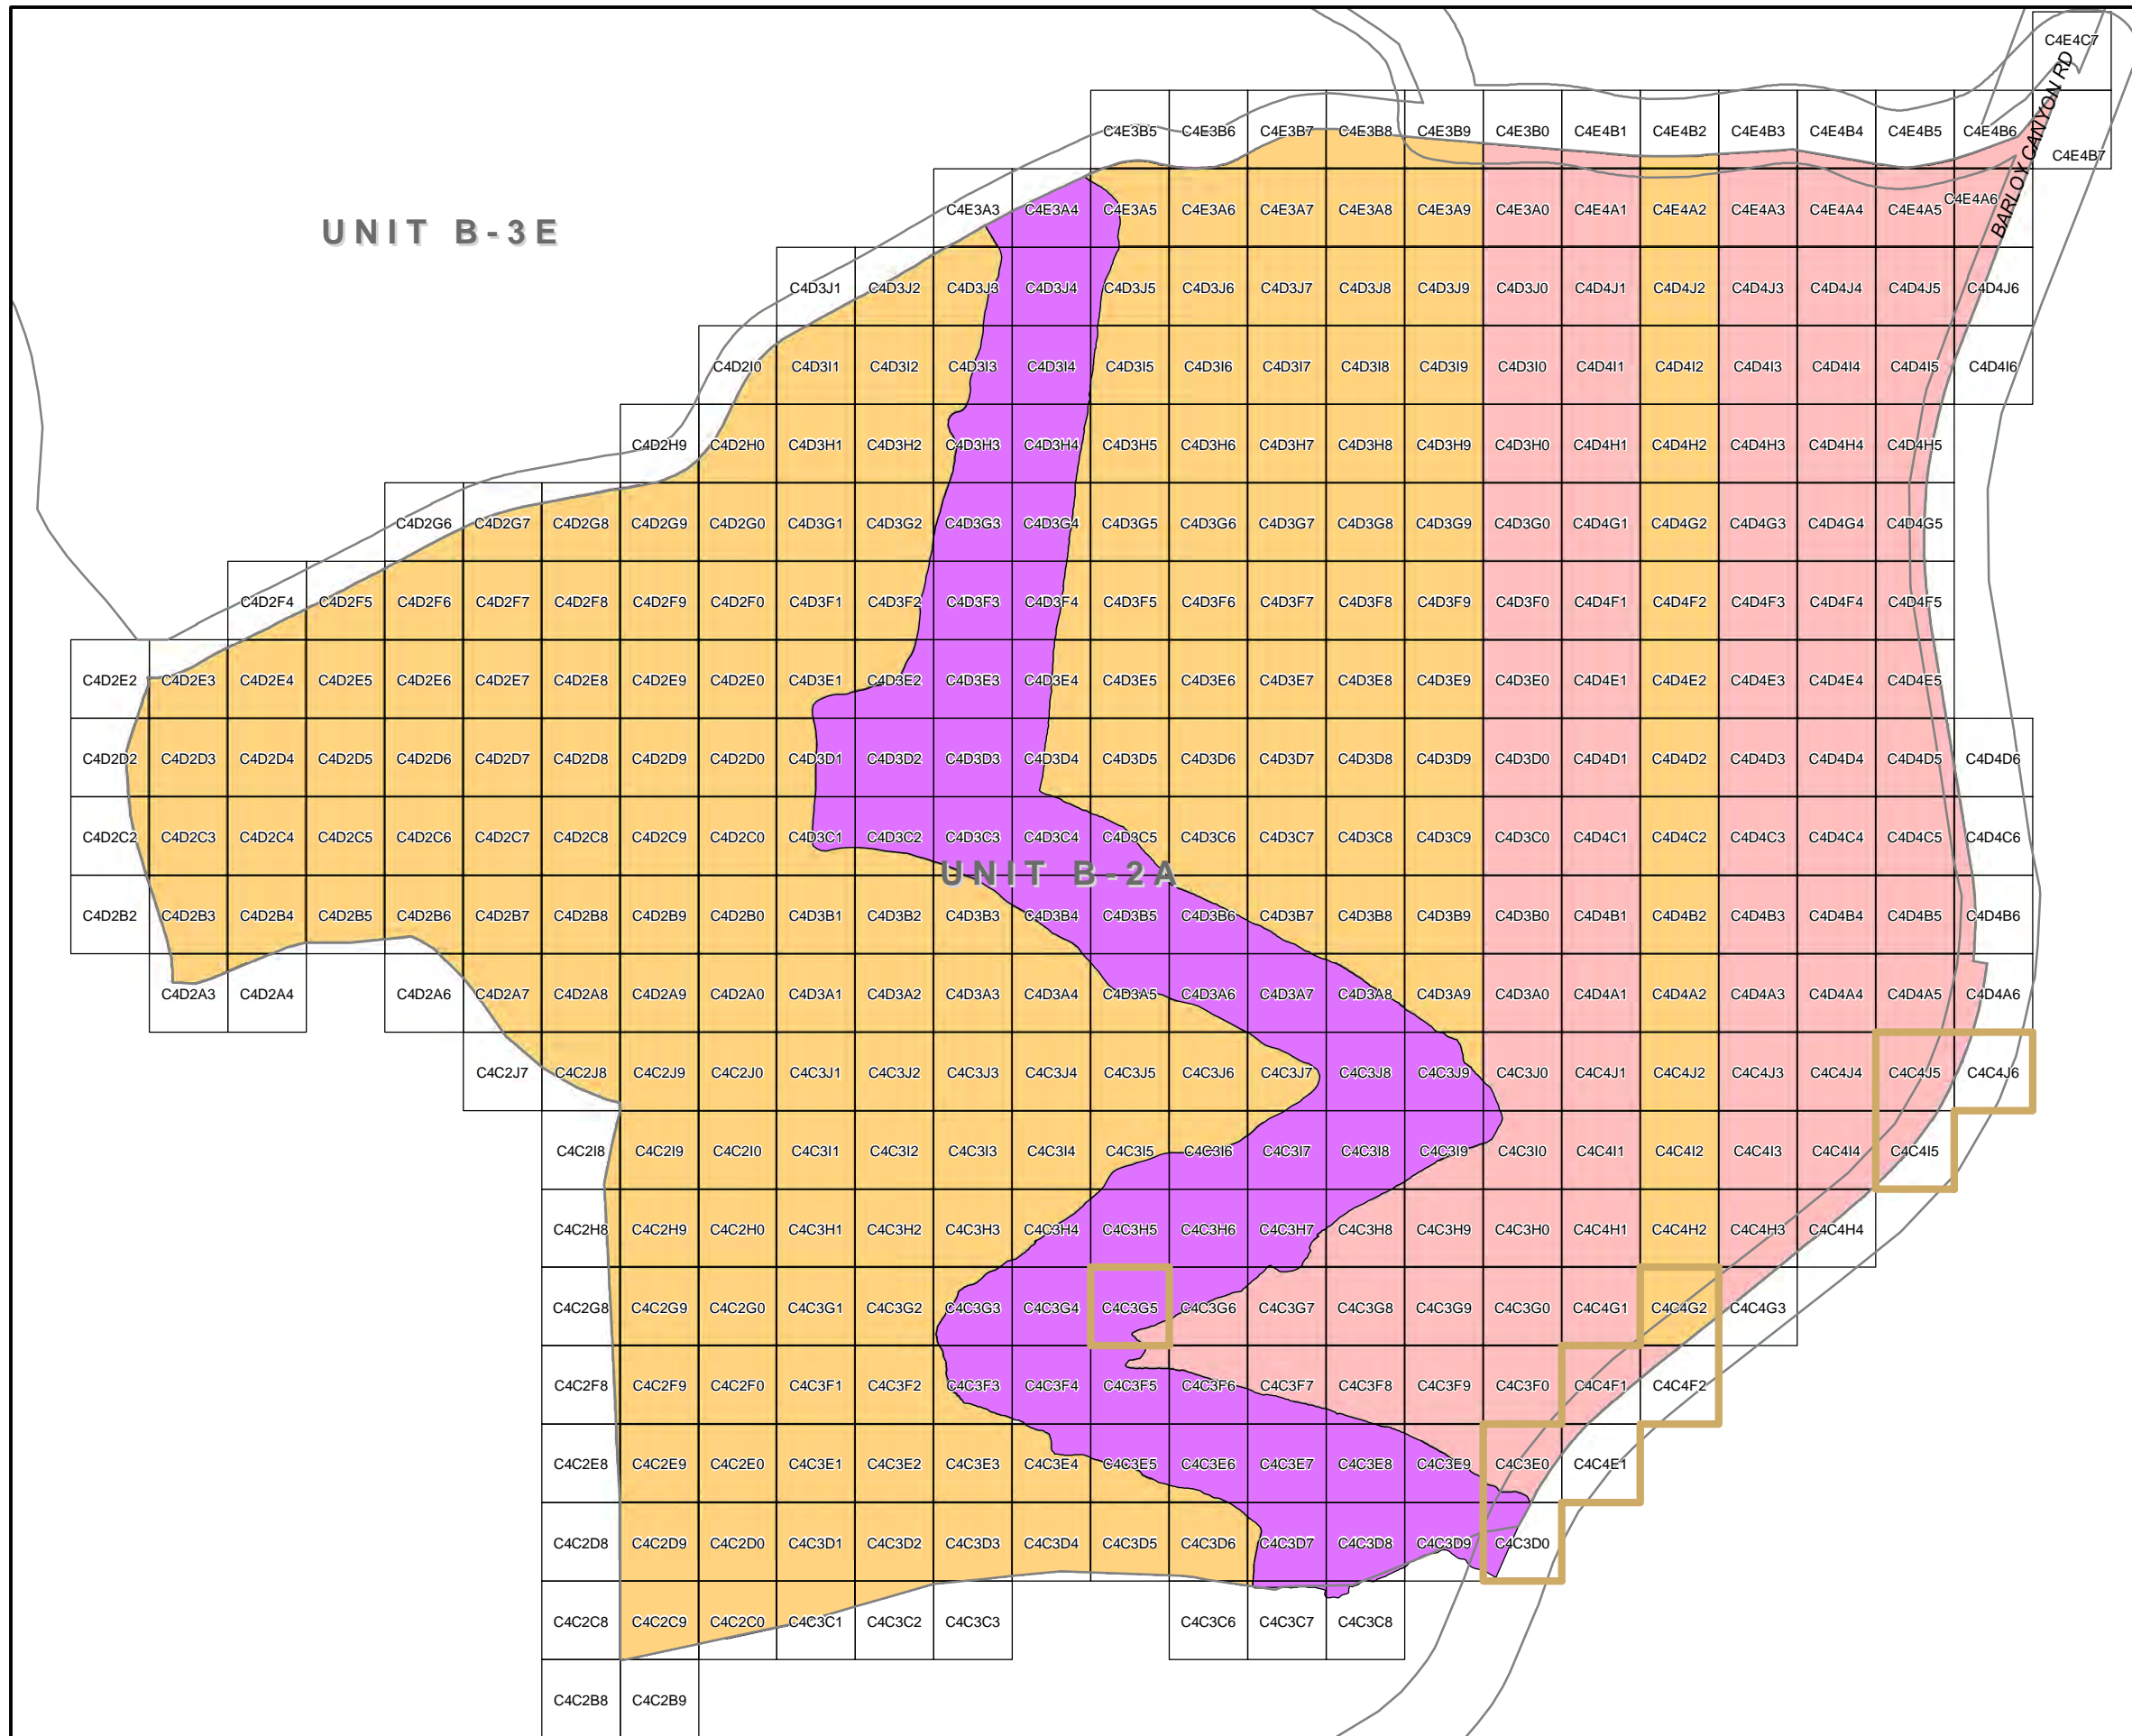 C4E4C7
BARLOY CANYON RD
C4E3B5 C4E3B6 C4E3B7 C4E3B8 C4E3B9 C4E3B0 C4E4B1 C4E4B2 C4E4B3 C4E4B4 C4E4B5 C4E4B6 C4E4B7
UNIT B-3E
C4E3A3 C4E3A4 C4E3A5 C4E3A6 C4E3A7 C4E3A8 C4E3A9 C4E3A0 C4E4A1 C4E4A2 C4E4A3 C4E4A4 C4E4A5 C4E4A6
C4D3J1 C4D3J2 C4D3J3 C4D3J4 C4D3J5 C4D3J6 C4D3J7 C4D3J8 C4D3J9 C4D3J0 C4D4J1 C4D4J2 C4D4J3 C4D4J4 C4D4J5 C4D4J6
C4D2I0 C4D3I1 C4D3I2 C4D3I3 C4D3I4 C4D3I5 C4D3I6 C4D3I7 C4D3I8 C4D3I9 C4D3I0 C4D4I1 C4D4I2 C4D4I3 C4D4I4 C4D4I5 C4D4I6
C4D2H9 C4D2H0 C4D3H1 C4D3H2 C4D3H3 C4D3H4 C4D3H5 C4D3H6 C4D3H7 C4D3H8 C4D3H9 C4D3H0 C4D4H1 C4D4H2 C4D4H3 C4D4H4 C4D4H5
C4D2G6 C4D2G7 C4D2G8 C4D2G9 C4D2G0 C4D3G1 C4D3G2 C4D3G3 C4D3G4 C4D3G5 C4D3G6 C4D3G7 C4D3G8 C4D3G9 C4D3G0 C4D4G1 C4D4G2 C4D4G3 C4D4G4 C4D4G5
C4D2F4 C4D2F5 C4D2F6 C4D2F7 C4D2F8 C4D2F9 C4D2F0 C4D3F1 C4D3F2 C4D3F3 C4D3F4 C4D3F5 C4D3F6 C4D3F7 C4D3F8 C4D3F9 C4D3F0 C4D4F1 C4D4F2 C4D4F3 C4D4F4 C4D4F5
C4D2E2 C4D2E3 C4D2E4 C4D2E5 C4D2E6 C4D2E7 C4D2E8 C4D2E9 C4D2E0 C4D3E1 C4D3E2 C4D3E3 C4D3E4 C4D3E5 C4D3E6 C4D3E7 C4D3E8 C4D3E9 C4D3E0 C4D4E1 C4D4E2 C4D4E3 C4D4E4 C4D4E5
C4D2D2 C4D2D3 C4D2D4 C4D2D5 C4D2D6 C4D2D7 C4D2D8 C4D2D9 C4D2D0 C4D3D1 C4D3D2 C4D3D3 C4D3D4 C4D3D5 C4D3D6 C4D3D7 C4D3D8 C4D3D9 C4D3D0 C4D4D1 C4D4D2 C4D4D3 C4D4D4 C4D4D5 C4D4D6
C4D2C2 C4D2C3 C4D2C4 C4D2C5 C4D2C6 C4D2C7 C4D2C8 C4D2C9 C4D2C0 C4D3C1 C4D3C2 C4D3C3 C4D3C4 C4D3C5 C4D3C6 C4D3C7 C4D3C8 C4D3C9 C4D3C0 C4D4C1 C4D4C2 C4D4C3 C4D4C4 C4D4C5 C4D4C6
UNIT B-2A
C4D2B2 C4D2B3 C4D2B4 C4D2B5 C4D2B6 C4D2B7 C4D2B8 C4D2B9 C4D2B0 C4D3B1 C4D3B2 C4D3B3 C4D3B4 C4D3B5 C4D3B6 C4D3B7 C4D3B8 C4D3B9 C4D3B0 C4D4B1 C4D4B2 C4D4B3 C4D4B4 C4D4B5 C4D4B6
C4D2A3 C4D2A4 C4D2A6 C4D2A7 C4D2A8 C4D2A9 C4D2A0 C4D3A1 C4D3A2 C4D3A3 C4D3A4 C4D3A5 C4D3A6 C4D3A7 C4D3A8 C4D3A9 C4D3A0 C4D4A1 C4D4A2 C4D4A3 C4D4A4 C4D4A5 C4D4A6
C4C2J7 C4C2J8 C4C2J9 C4C2J0 C4C3J1 C4C3J2 C4C3J3 C4C3J4 C4C3J5 C4C3J6 C4C3J7 C4C3J8 C4C3J9 C4C3J0 C4C4J1 C4C4J2 C4C4J3 C4C4J4 C4C4J5 C4C4J6
C4C2I8 C4C2I9 C4C2I0 C4C3I1 C4C3I2 C4C3I3 C4C3I4 C4C3I5 C4C3I6 C4C3I7 C4C3I8 C4C3I9 C4C3I0 C4C4I1 C4C4I2 C4C4I3 C4C4I4 C4C4I5
C4C2H8 C4C2H9 C4C2H0 C4C3H1 C4C3H2 C4C3H3 C4C3H4 C4C3H5 C4C3H6 C4C3H7 C4C3H8 C4C3H9 C4C3H0 C4C4H1 C4C4H2 C4C4H3 C4C4H4
C4C2G8 C4C2G9 C4C2G0 C4C3G1 C4C3G2 C4C3G3 C4C3G4 C4C3G5 C4C3G6 C4C3G7 C4C3G8 C4C3G9 C4C3G0 C4C4G1 C4C4G2 C4C4G3
C4C2F8 C4C2F9 C4C2F0 C4C3F1 C4C3F2 C4C3F3 C4C3F4 C4C3F5 C4C3F6 C4C3F7 C4C3F8 C4C3F9 C4C3F0 C4C4F1 C4C4F2
C4C2E8 C4C2E9 C4C2E0 C4C3E1 C4C3E2 C4C3E3 C4C3E4 C4C3E5 C4C3E6 C4C3E7 C4C3E8 C4C3E9 C4C3E0 C4C4E1
C4C2D8 C4C2D9 C4C2D0 C4C3D1 C4C3D2 C4C3D3 C4C3D4 C4C3D5 C4C3D6 C4C3D7 C4C3D8 C4C3D9 C4C3D0
C4C2C8 C4C2C9 C4C2C0 C4C3C1 C4C3C2 C4C3C3 C4C3C6 C4C3C7 C4C3C8
C4C2B8 C4C2B9